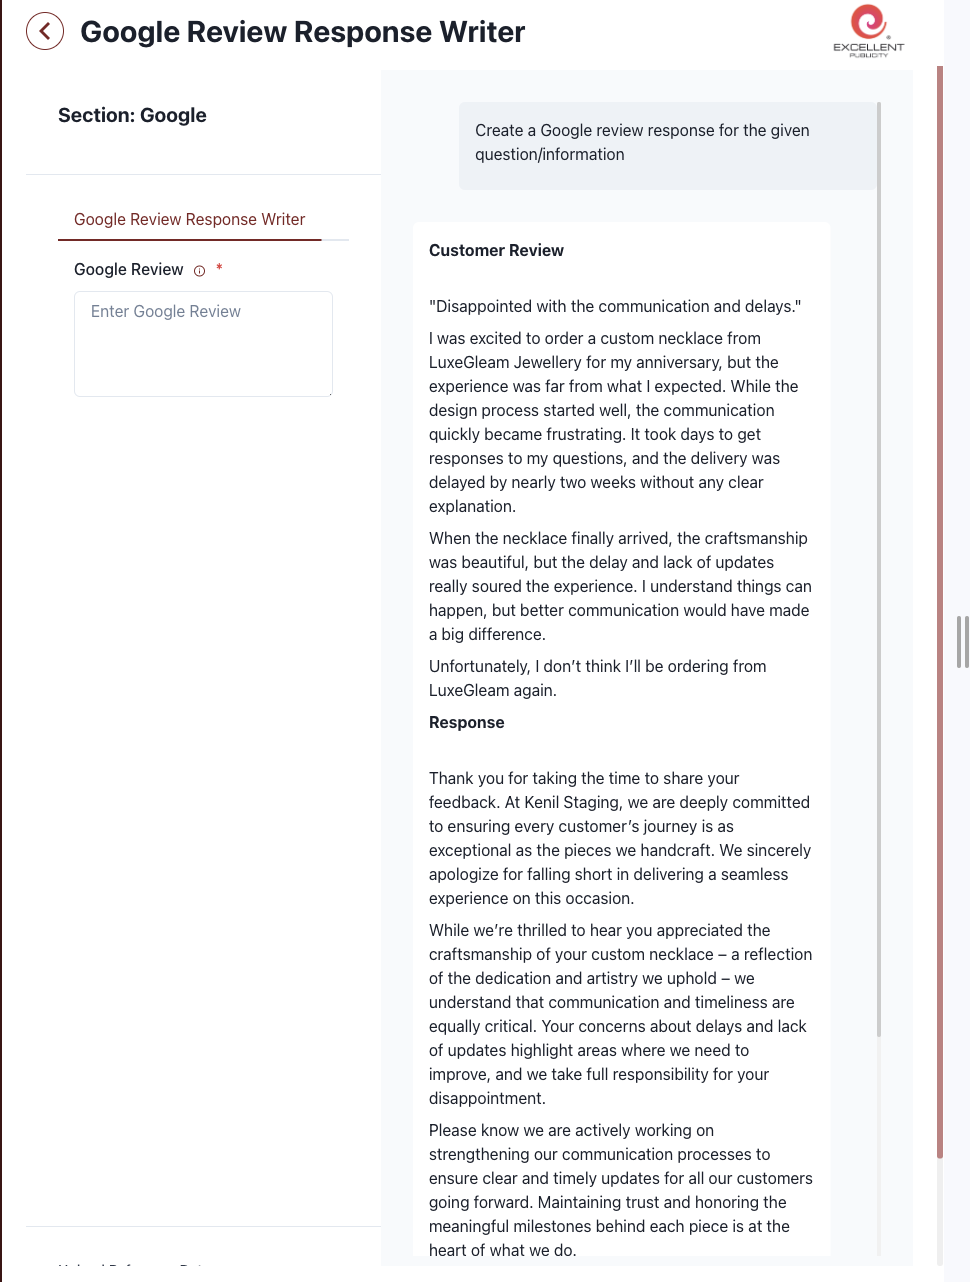 Google Review Response Writer
EXCELLENT
PUBLICITY
Section: Google
Google Review Response Writer
Google Review *
Enter Google Review
Create a Google review response for the given
question/information
Customer Review
"Disappointed with the communication and delays."
I was excited to order a custom necklace from
LuxeGleam Jewellery for my anniversary, but the
experience was far from what I expected. While the
design process started well, the communication
quickly became frustrating. It took days to get
responses to my questions, and the delivery was
delayed by nearly two weeks without any clear
explanation.
When the necklace finally arrived, the craftsmanship
was beautiful, but the delay and lack of updates
really soured the experience. I understand things can
happen, but better communication would have made
a big difference.
Unfortunately, I don’t think I’ll be ordering from
LuxeGleam again.
Response
Thank you for taking the time to share your
feedback. At Kenil Staging, we are deeply committed
to ensuring every customer’s journey is as
exceptional as the pieces we handcraft. We sincerely
apologize for falling short in delivering a seamless
experience on this occasion.
While we’re thrilled to hear you appreciated the
craftsmanship of your custom necklace – a reflection
of the dedication and artistry we uphold – we
understand that communication and timeliness are
equally critical. Your concerns about delays and lack
of updates highlight areas where we need to
improve, and we take full responsibility for your
disappointment.
Please know we are actively working on
strengthening our communication processes to
ensure clear and timely updates for all our customers
going forward. Maintaining trust and honoring the
meaningful milestones behind each piece is at the
heart of what we do.